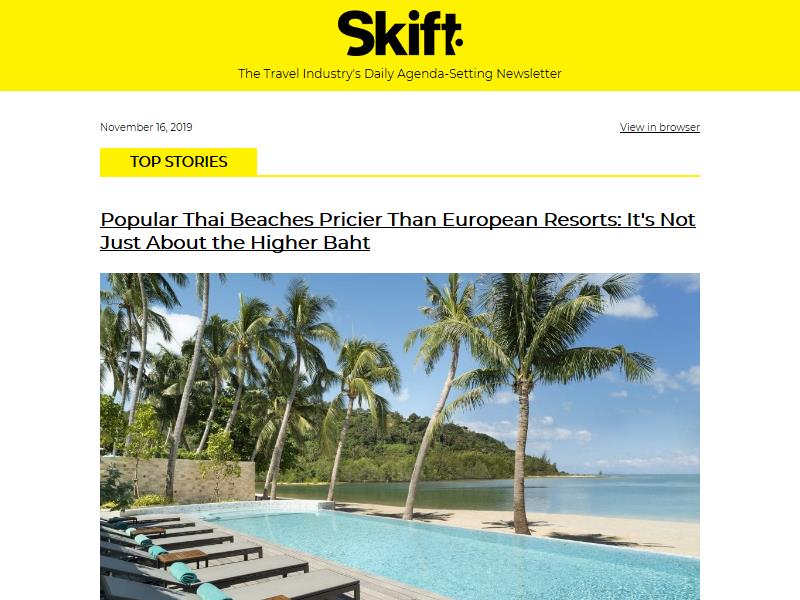 Skift
The Travel Industry's Daily Agenda-Setting Newsletter
November 16, 2019
View in browser
TOP STORIES
Popular Thai Beaches Pricier Than European Resorts: It's Not
Just About the Higher Baht